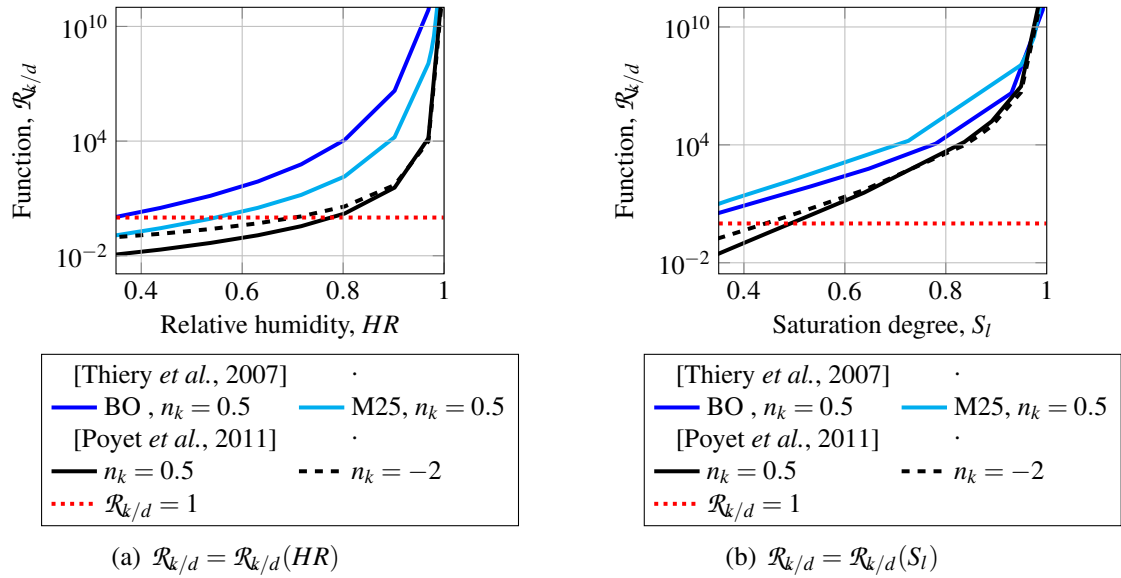 10^10
10^4
10^−2
Function, ℛ_k/d
0.4 0.6 0.8 1
Relative humidity, HR
[Thiery et al., 2007] ·
BO , n_k = 0.5 M25, n_k = 0.5
[Poyet et al., 2011] ·
n_k = 0.5 n_k = −2
ℛ_k/d = 1
(a) ℛ_k/d = ℛ_k/d(HR)
10^10
10^4
10^−2
Function, ℛ_k/d
0.4 0.6 0.8 1
Saturation degree, S_l
[Thiery et al., 2007] ·
BO , n_k = 0.5 M25, n_k = 0.5
[Poyet et al., 2011] ·
n_k = 0.5 n_k = −2
ℛ_k/d = 1
(b) ℛ_k/d = ℛ_k/d(S_l)